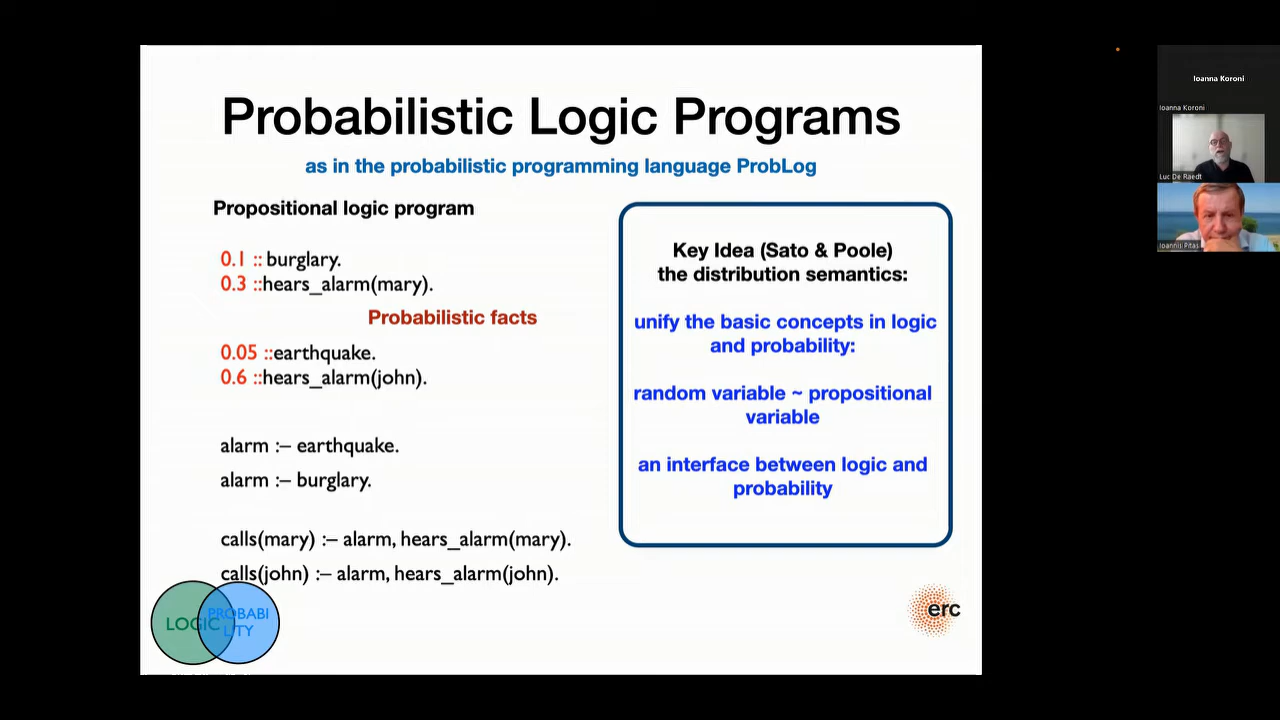 Probabilistic Logic Programs
as in the probabilistic programming language ProbLog
Propositional logic program
0.1 :: burglary.
0.3 ::hears_alarm(mary).
Probabilistic facts
0.05 ::earthquake.
0.6 ::hears_alarm(john).
alarm :– earthquake.
alarm :– burglary.
calls(mary) :– alarm, hears_alarm(mary).
calls(john) :– alarm, hears_alarm(john).
Key Idea (Sato & Poole)
the distribution semantics:
unify the basic concepts in logic
and probability:
random variable ~ propositional
variable
an interface between logic and
probability
LOGIC
PROBABI
LITY
erc
Ioanna Koroni
Ioanna Koroni
Luc De Raedt
Ioannis Pitas